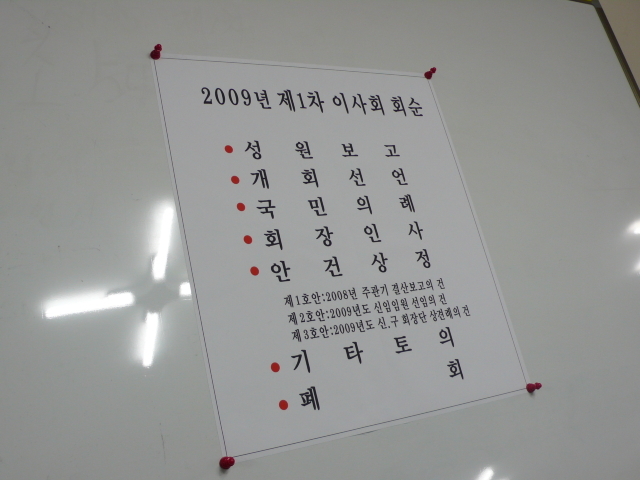 2009년 제1차 이사회 회순
성 원 보 고
개 회 선 언
국 민 의 례
회 장 인 사
안 건 상 정
제1호안:2008년 주관기 결산보고의 건
제2호안:2009년도 신임임원 선임의 건
제3호안:2009년도 신,구 회장단 상견례의 건
기 타 토 의
폐 회